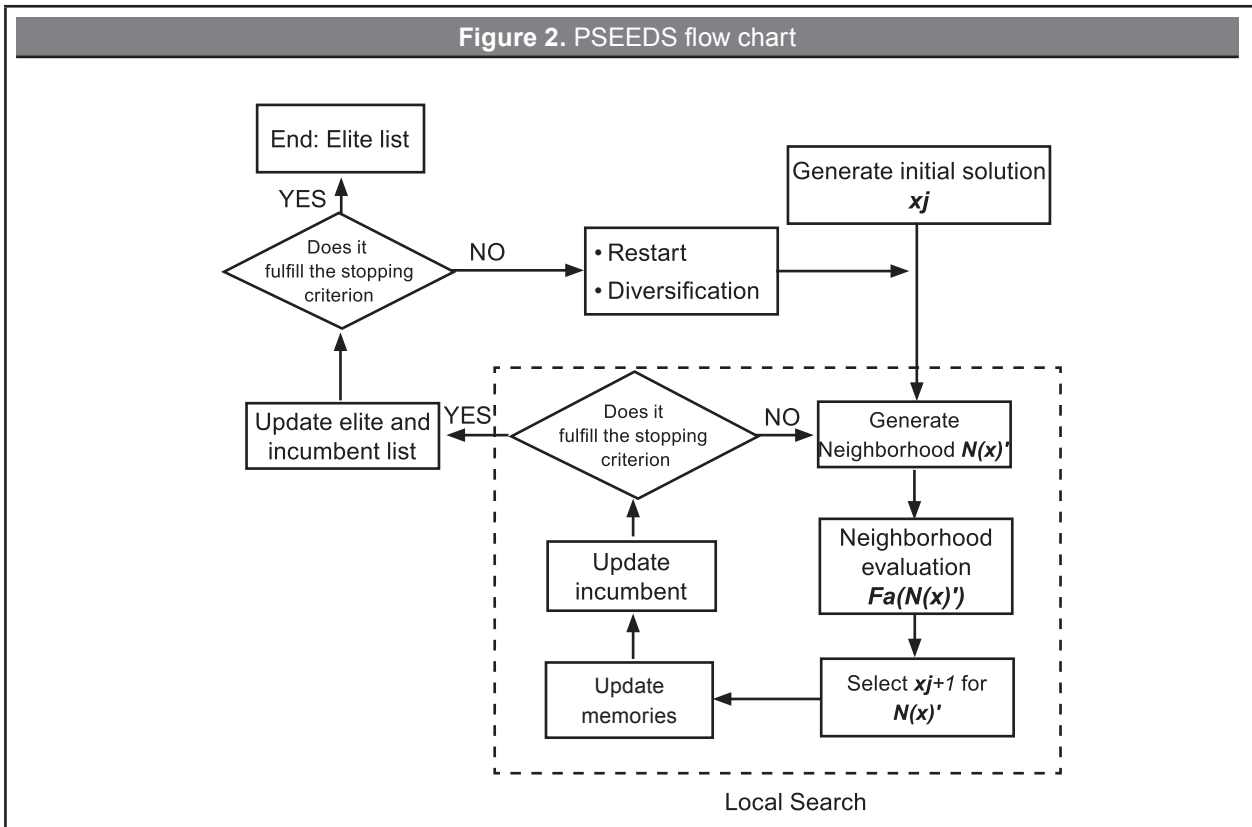 Figure 2. PSEEDS flow chart
End: Elite list
YES
Does it
fulfill the stopping
criterion
NO
• Restart
• Diversification
Generate initial solution
xj
Update elite and
incumbent list
YES
Does it
fulfill the stopping
criterion
NO
Generate
Neighborhood N(x)'
Neighborhood
evaluation
Fa(N(x)')
Select xj+1 for
N(x)'
Update
memories
Update
incumbent
Local Search